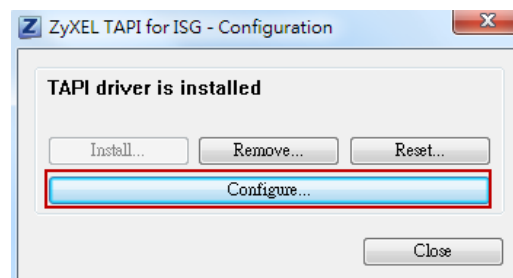 ZyXEL TAPI for ISG - Configuration
TAPI driver is installed
Install... Remove... Reset...
Configure...
Close